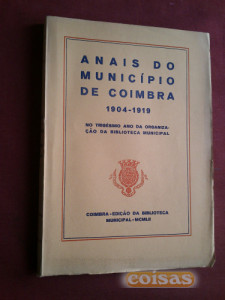 ANAIS DO
MUNICÍPIO
DE COIMBRA
1904-1919
NO TRIGÉSIMO ANO DA ORGANIZA-
ÇÃO DA BIBLIOTECA MUNICIPAL
COIMBRA-EDIÇÃO DA BIBLIOTECA
MUNICIPAL-MCMLII
coisas